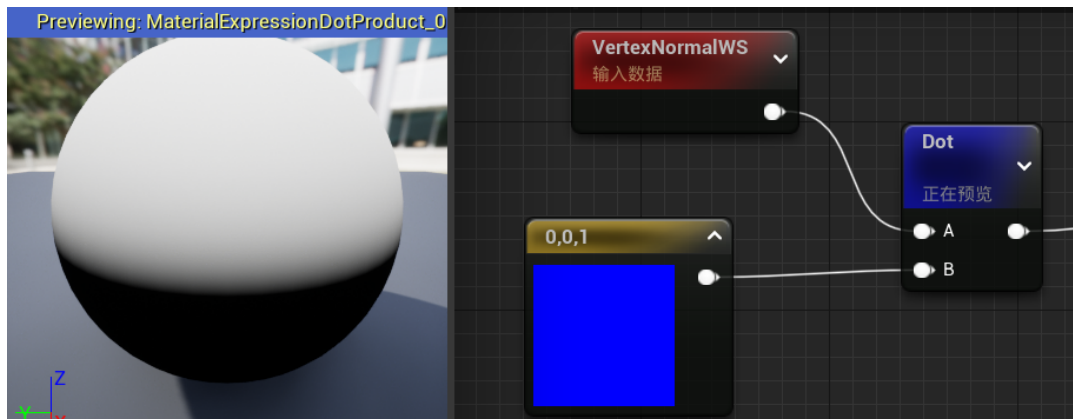 Previewing: MaterialExpressionDotProduct_0
VertexNormalWS
输入数据
Dot
正在预览
A
B
0,0,1
Z
Y
X